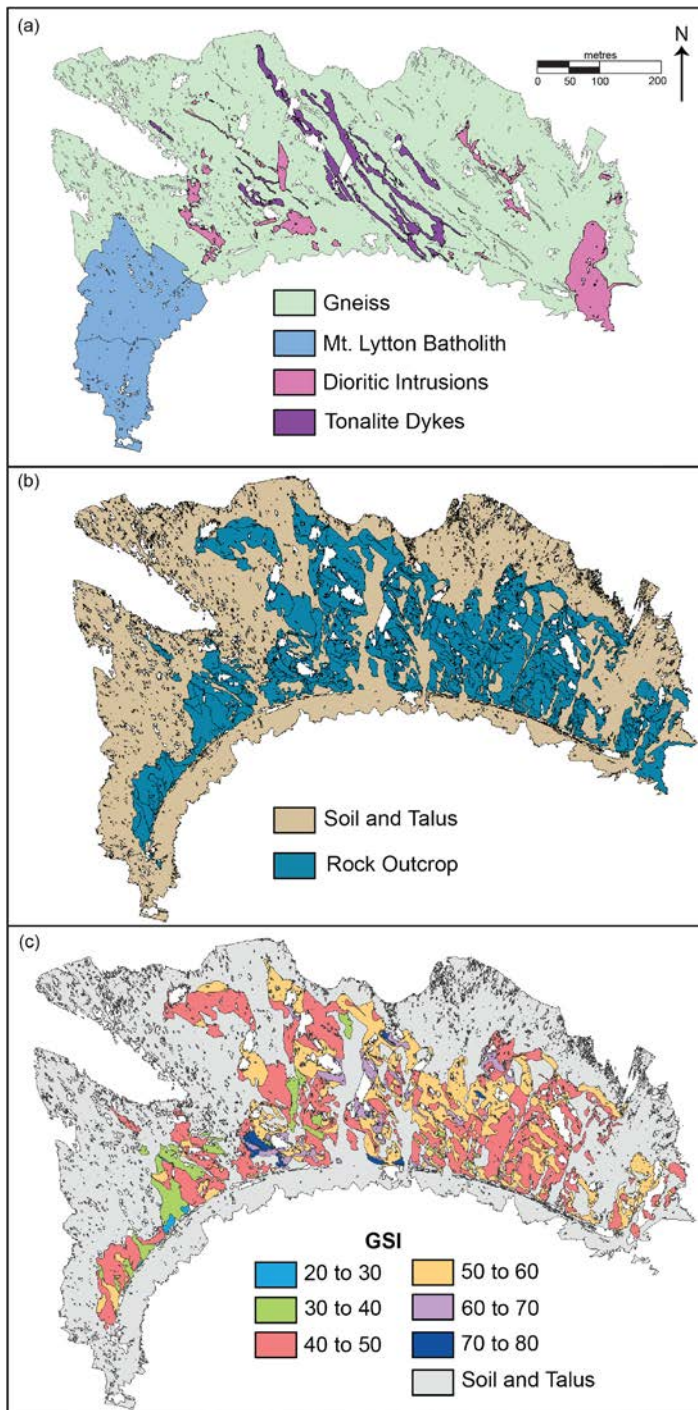 (a)
N
metres
0 50 100 200
Gneiss
Mt. Lytton Batholith
Dioritic Intrusions
Tonalite Dykes
(b)
Soil and Talus
Rock Outcrop
(c)
GSI
20 to 30
30 to 40
40 to 50
50 to 60
60 to 70
70 to 80
Soil and Talus